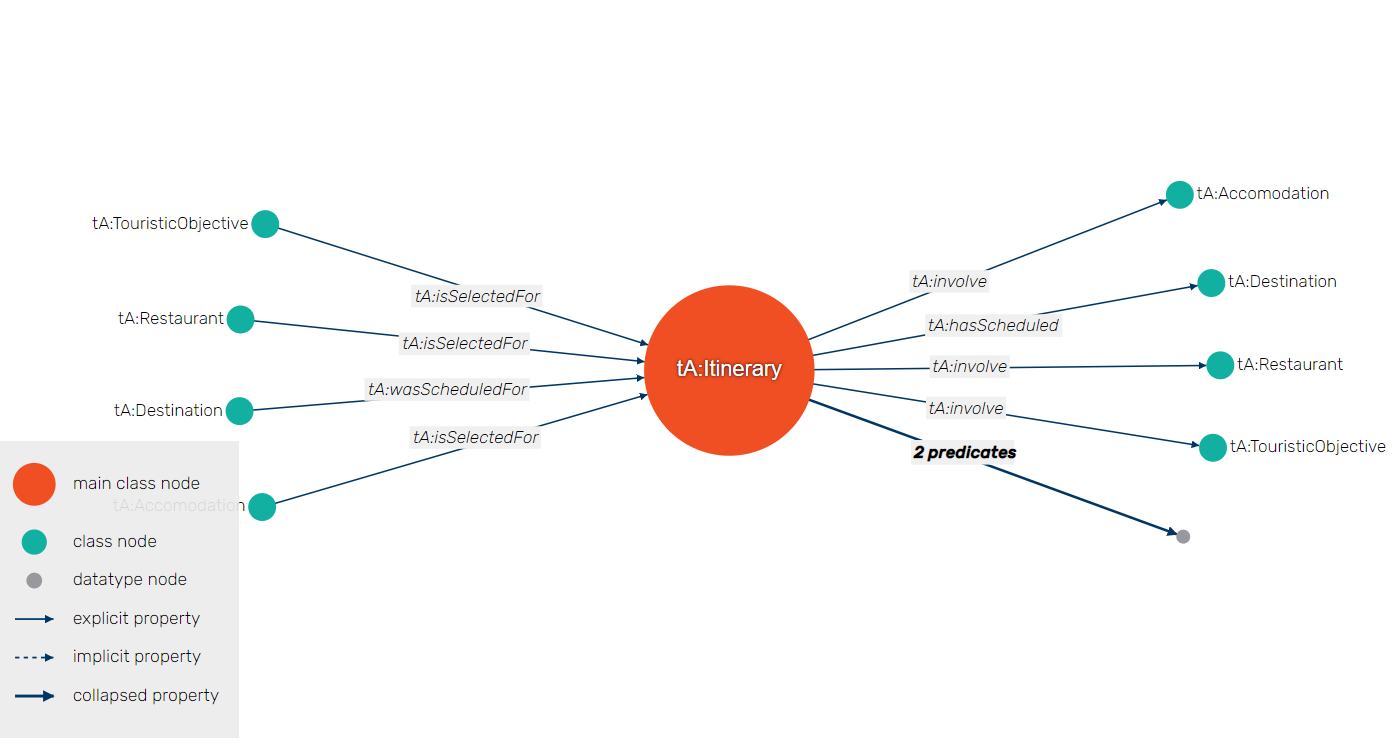 tA:TouristicObjective
tA:Restaurant
tA:Destination
tA:Accomodation
tA:isSelectedFor
tA:isSelectedFor
tA:wasScheduledFor
tA:isSelectedFor
tA:Itinerary
tA:involve
tA:hasScheduled
tA:involve
tA:involve
2 predicates
tA:Accomodation
tA:Destination
tA:Restaurant
tA:TouristicObjective
main class node
class node
datatype node
explicit property
implicit property
collapsed property